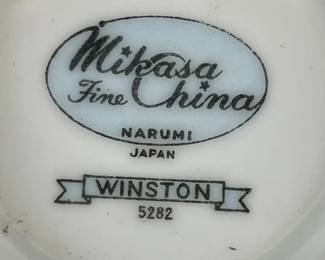 Mikasa
Fine China
NARUMI
JAPAN
WINSTON
5282